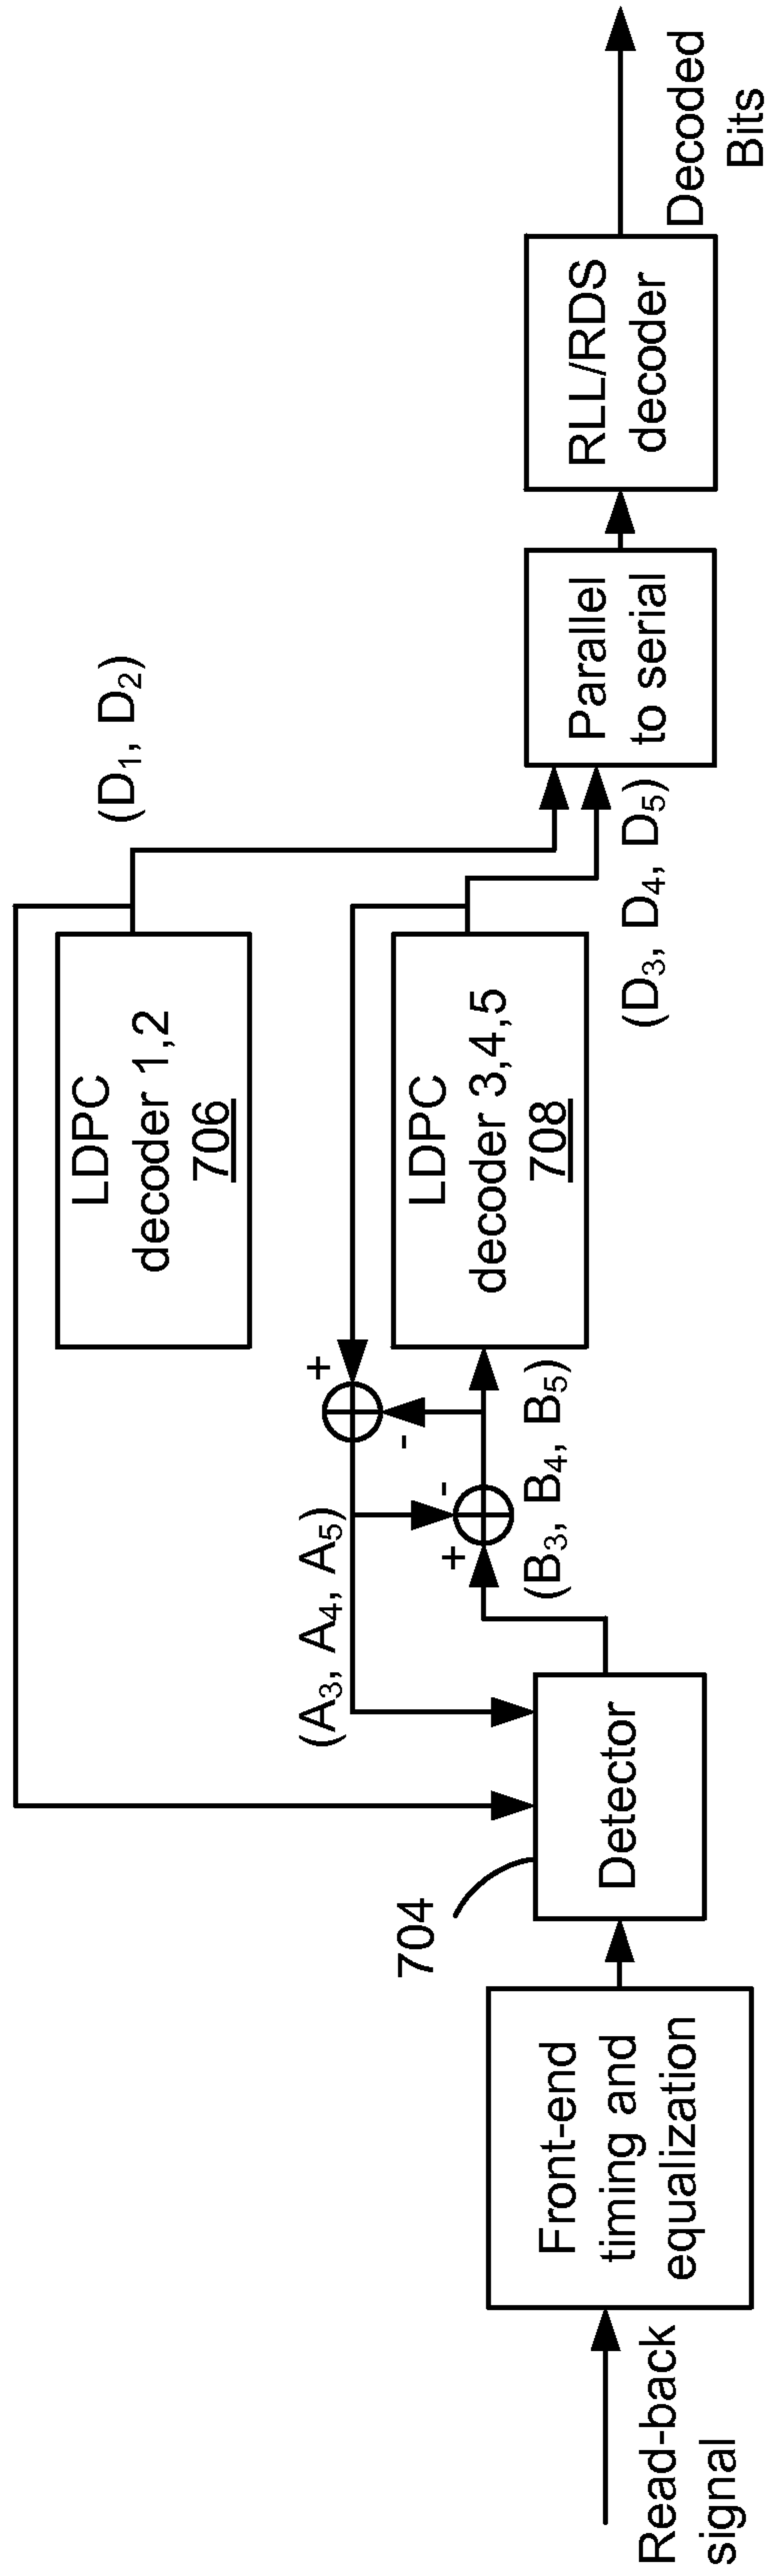 Read-back
signal
Front-end
timing and
equalization
704
Detector
(A3, A4, A5)
+
-
+
-
(B3, B4, B5)
LDPC
decoder 1,2
706
LDPC
decoder 3,4,5
708
(D1, D2)
(D3, D4, D5)
Parallel
to serial
RLL/RDS
decoder
Decoded
Bits